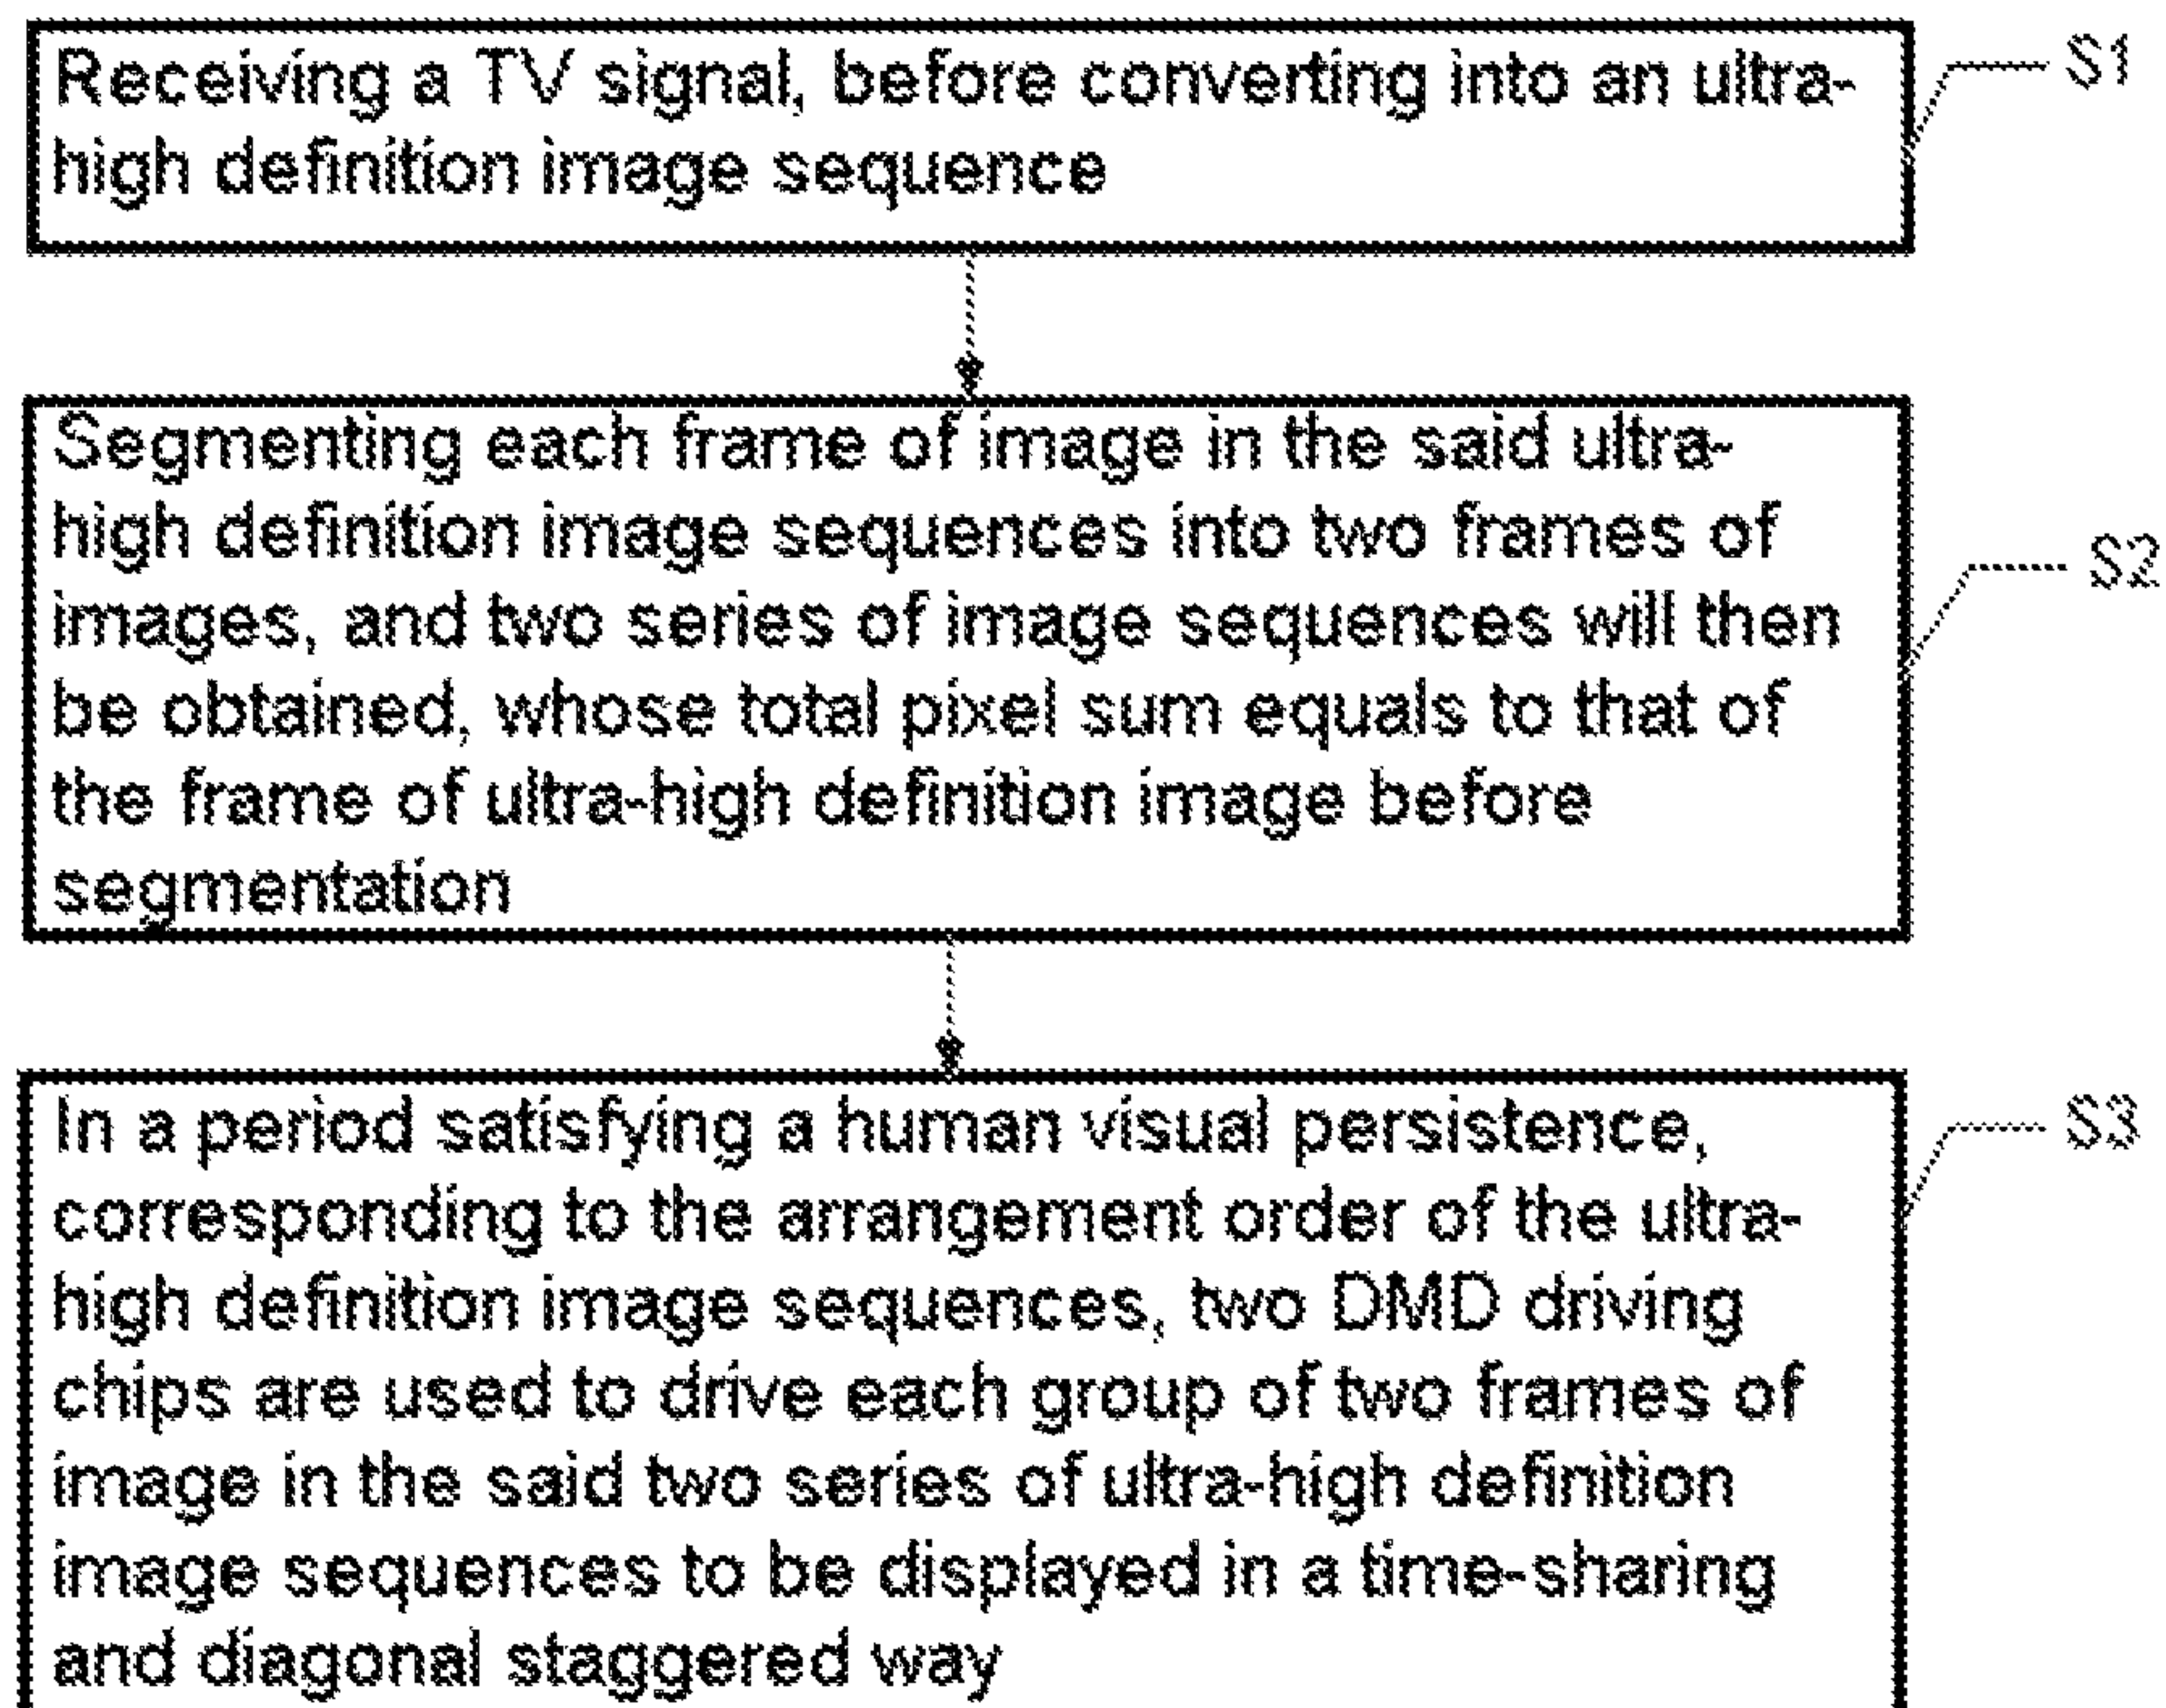 Receiving a TV signal, before converting into an ultra-
high definition image sequence
S1
Segmenting each frame of image in the said ultra-
high definition image sequences into two frames of
images, and two series of image sequences will then
be obtained, whose total pixel sum equals to that of
the frame of ultra-high definition image before
segmentation
S2
In a period satisfying a human visual persistence,
corresponding to the arrangement order of the ultra-
high definition image sequences, two DMD driving
chips are used to drive each group of two frames of
image in the said two series of ultra-high definition
image sequences to be displayed in a time-sharing
and diagonal staggered way
S3